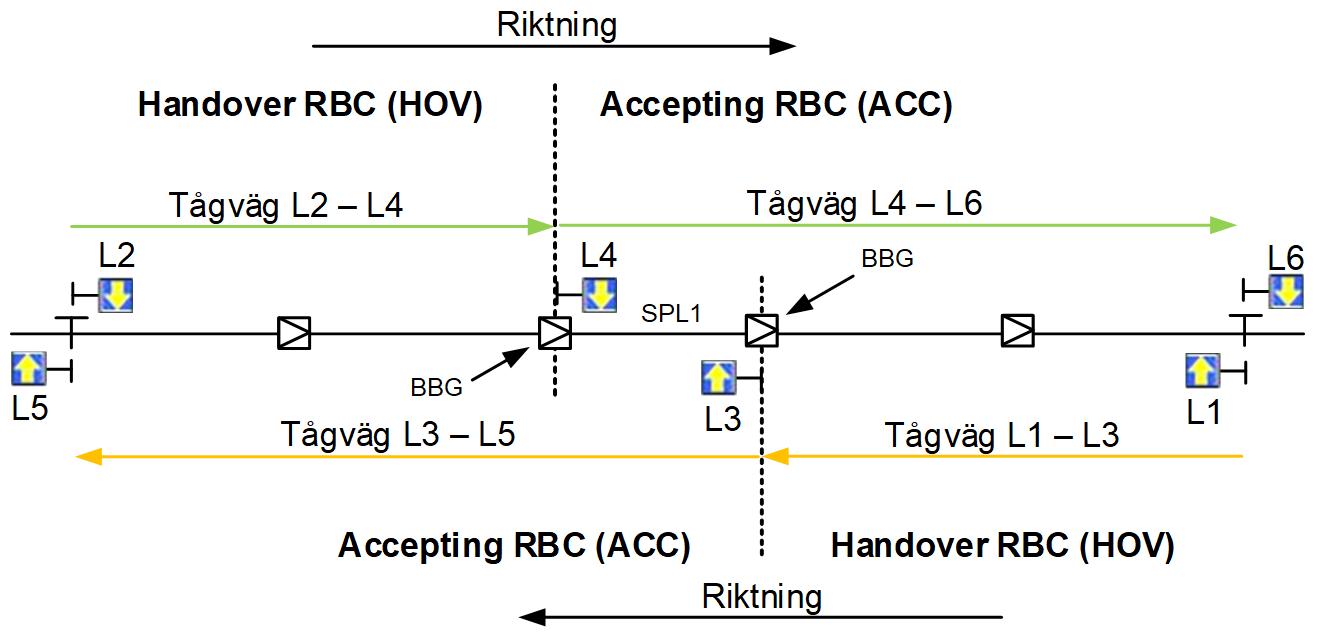 Riktning
Handover RBC (HOV)
Accepting RBC (ACC)
Tågväg L2 – L4
Tågväg L4 – L6
L2
L4
BBG
L6
SPL1
BBG
L5
L3
L1
Tågväg L3 – L5
Tågväg L1 – L3
Accepting RBC (ACC)
Handover RBC (HOV)
Riktning